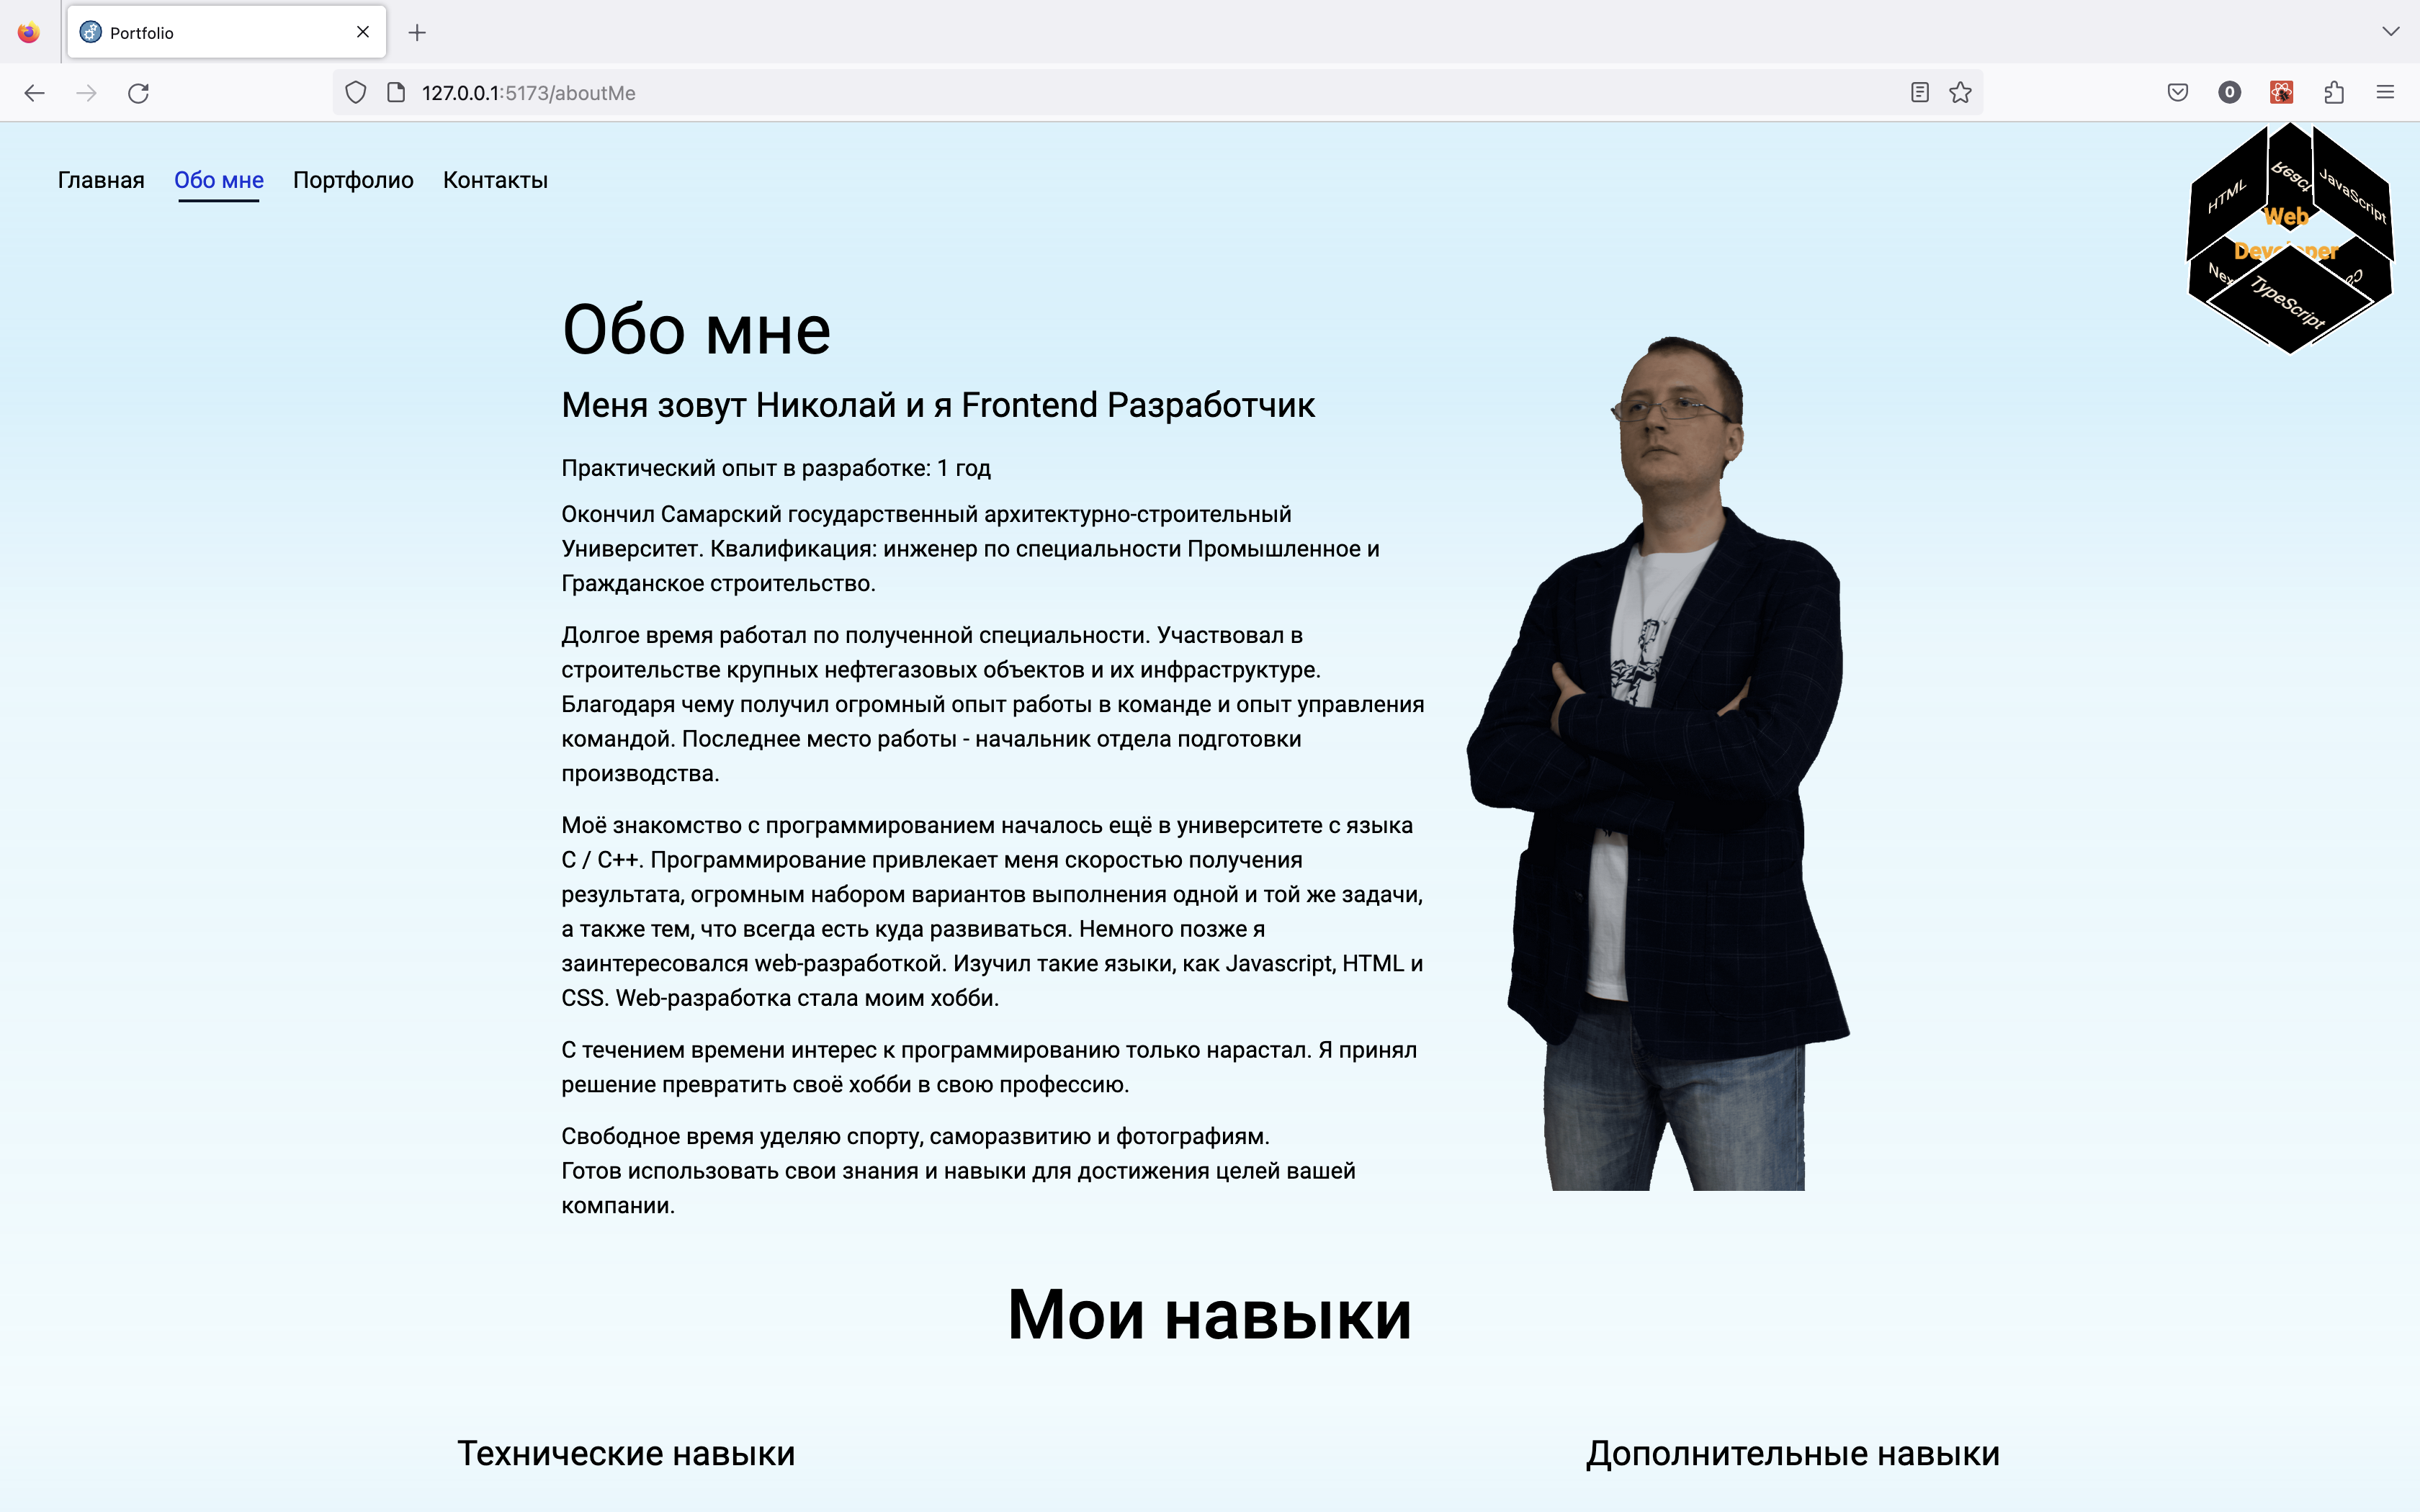 Portfolio
127.0.0.1:5173/aboutMe
0
Главная Обо мне Портфолио Контакты
HTML
React
JavaScript
Web
TypeScript
Обо мне
Меня зовут Николай и я Frontend Разработчик
Практический опыт в разработке: 1 год
Окончил Самарский государственный архитектурно-строительный
Университет. Квалификация: инженер по специальности Промышленное и
Гражданское строительство.
Долгое время работал по полученной специальности. Участвовал в
строительстве крупных нефтегазовых объектов и их инфраструктуре.
Благодаря чему получил огромный опыт работы в команде и опыт управления
командой. Последнее место работы - начальник отдела подготовки
производства.
Моё знакомство с программированием началось ещё в университете с языка
C / C++. Программирование привлекает меня скоростью получения
результата, огромным набором вариантов выполнения одной и той же задачи,
а также тем, что всегда есть куда развиваться. Немного позже я
заинтересовался web-разработкой. Изучил такие языки, как Javascript, HTML и
CSS. Web-разработка стала моим хобби.
С течением времени интерес к программированию только нарастал. Я принял
решение превратить своё хобби в свою профессию.
Свободное время уделяю спорту, саморазвитию и фотографиям.
Готов использовать свои знания и навыки для достижения целей вашей
компании.
Мои навыки
Технические навыки
Дополнительные навыки